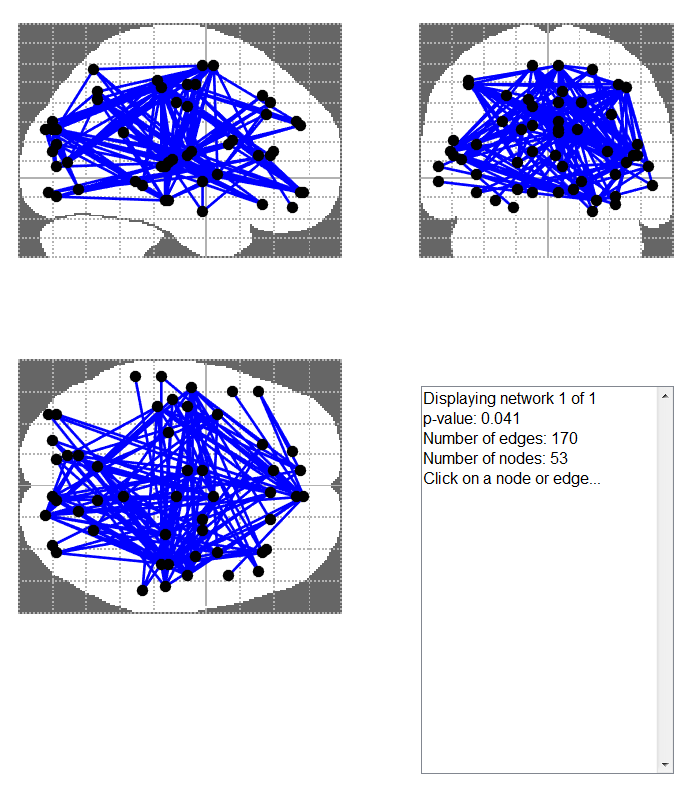 Displaying network 1 of 1
p-value: 0.041
Number of edges: 170
Number of nodes: 53
Click on a node or edge...